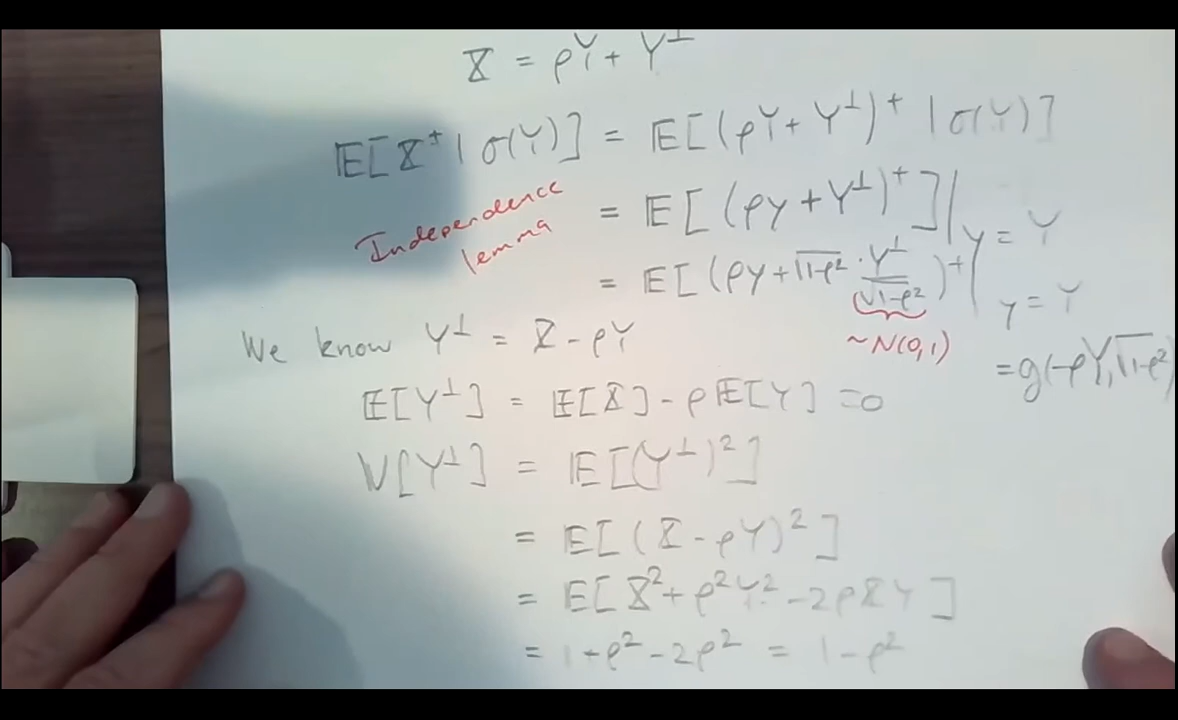 X = ρY + Y^⊥
𝔼[X⁺ | σ(Y)] = 𝔼[(ρY + Y^⊥)⁺ | σ(Y)]
Independence lemma
= 𝔼[(ρy + Y^⊥)⁺]|_{y = Y}
= 𝔼[(ρy + √(1-ρ²) · Y^⊥/√(1-ρ²))⁺|_{y = Y}
~N(0,1)
= g(-ρY, √(1-ρ²)
We know Y^⊥ = X - ρY
𝔼[Y^⊥] = 𝔼[X] - ρ𝔼[Y] = 0
𝕍[Y^⊥] = 𝔼[(Y^⊥)²]
= 𝔼[(X - ρY)²]
= 𝔼[X² + ρ²Y² - 2ρXY]
= 1 + ρ² - 2ρ² = 1 - ρ²